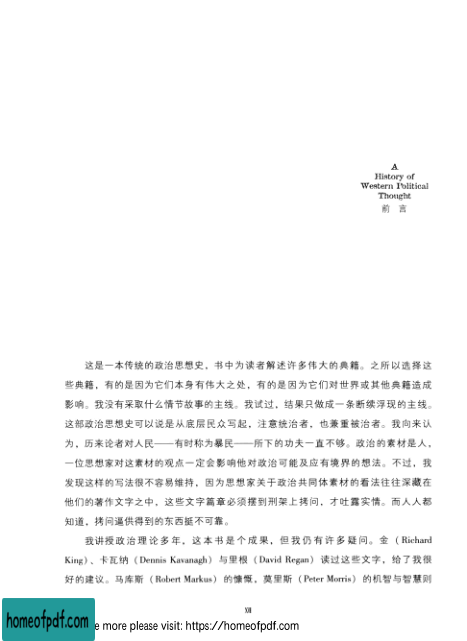 A
History of
Western Political
Thought
前 言
这是一本传统的政治思想史，书中为读者解述许多伟大的典籍。之所以选择这
些典籍，有的是因为它们本身有伟大之处，有的是因为它们对世界或其他典籍造成
影响。我没有采取什么情节故事的主线。我试过，结果只做成一条断续浮现的主线。
这部政治思想史可以说是从底层民众写起，注意统治者，也兼重被治者。我向来认
为，历来论者对人民——有时称为暴民——所下的功夫一直不够。政治的素材是人，
一位思想家对这素材的观点一定会影响他对政治可能及应有境界的想法。不过，我
发现这样的写法很不容易维持，因为思想家关于政治共同体素材的看法往往深藏在
他们的著作文字之中，这些文字篇章必须摆到刑架上拷问，才吐露实情。而人人都
知道，拷问逼供得到的东西挺不可靠。
我讲授政治理论多年，这本书是个成果，但我仍有许多疑问。金（Richard
King）、卡瓦纳（Dennis Kavanagh）与里根（David Regan）读过这些文字，给了我很
好的建议。马库斯（Robert Markus）的慷慨，莫里斯（Peter Morris）的机智与智慧则
XII
homeofpdf.com
e more please visit: https://homeofpdf.com